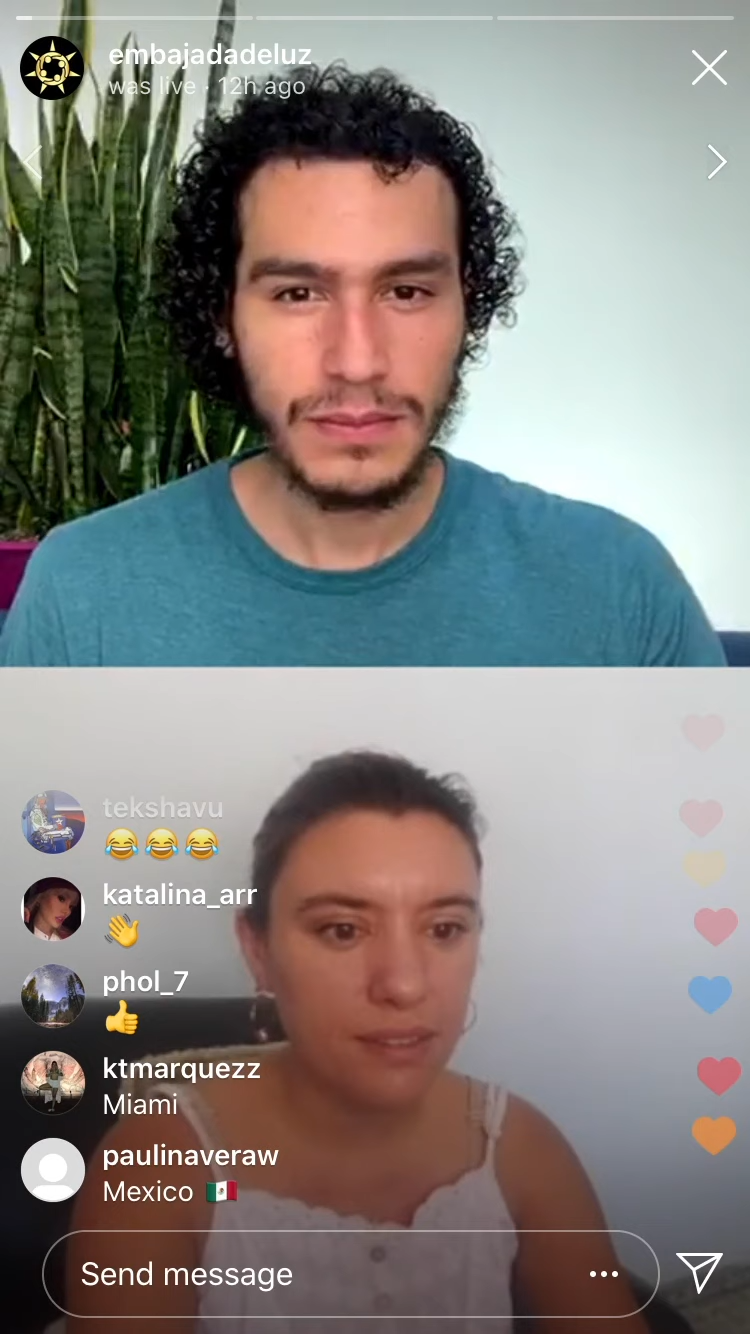 embajadadeluz
was live · 12h ago
tekshavu
😂😂😂
katalina_arr
👋
phol_7
👍
ktmarquezz
Miami
paulinaveraw
Mexico 🇲🇽
Send message